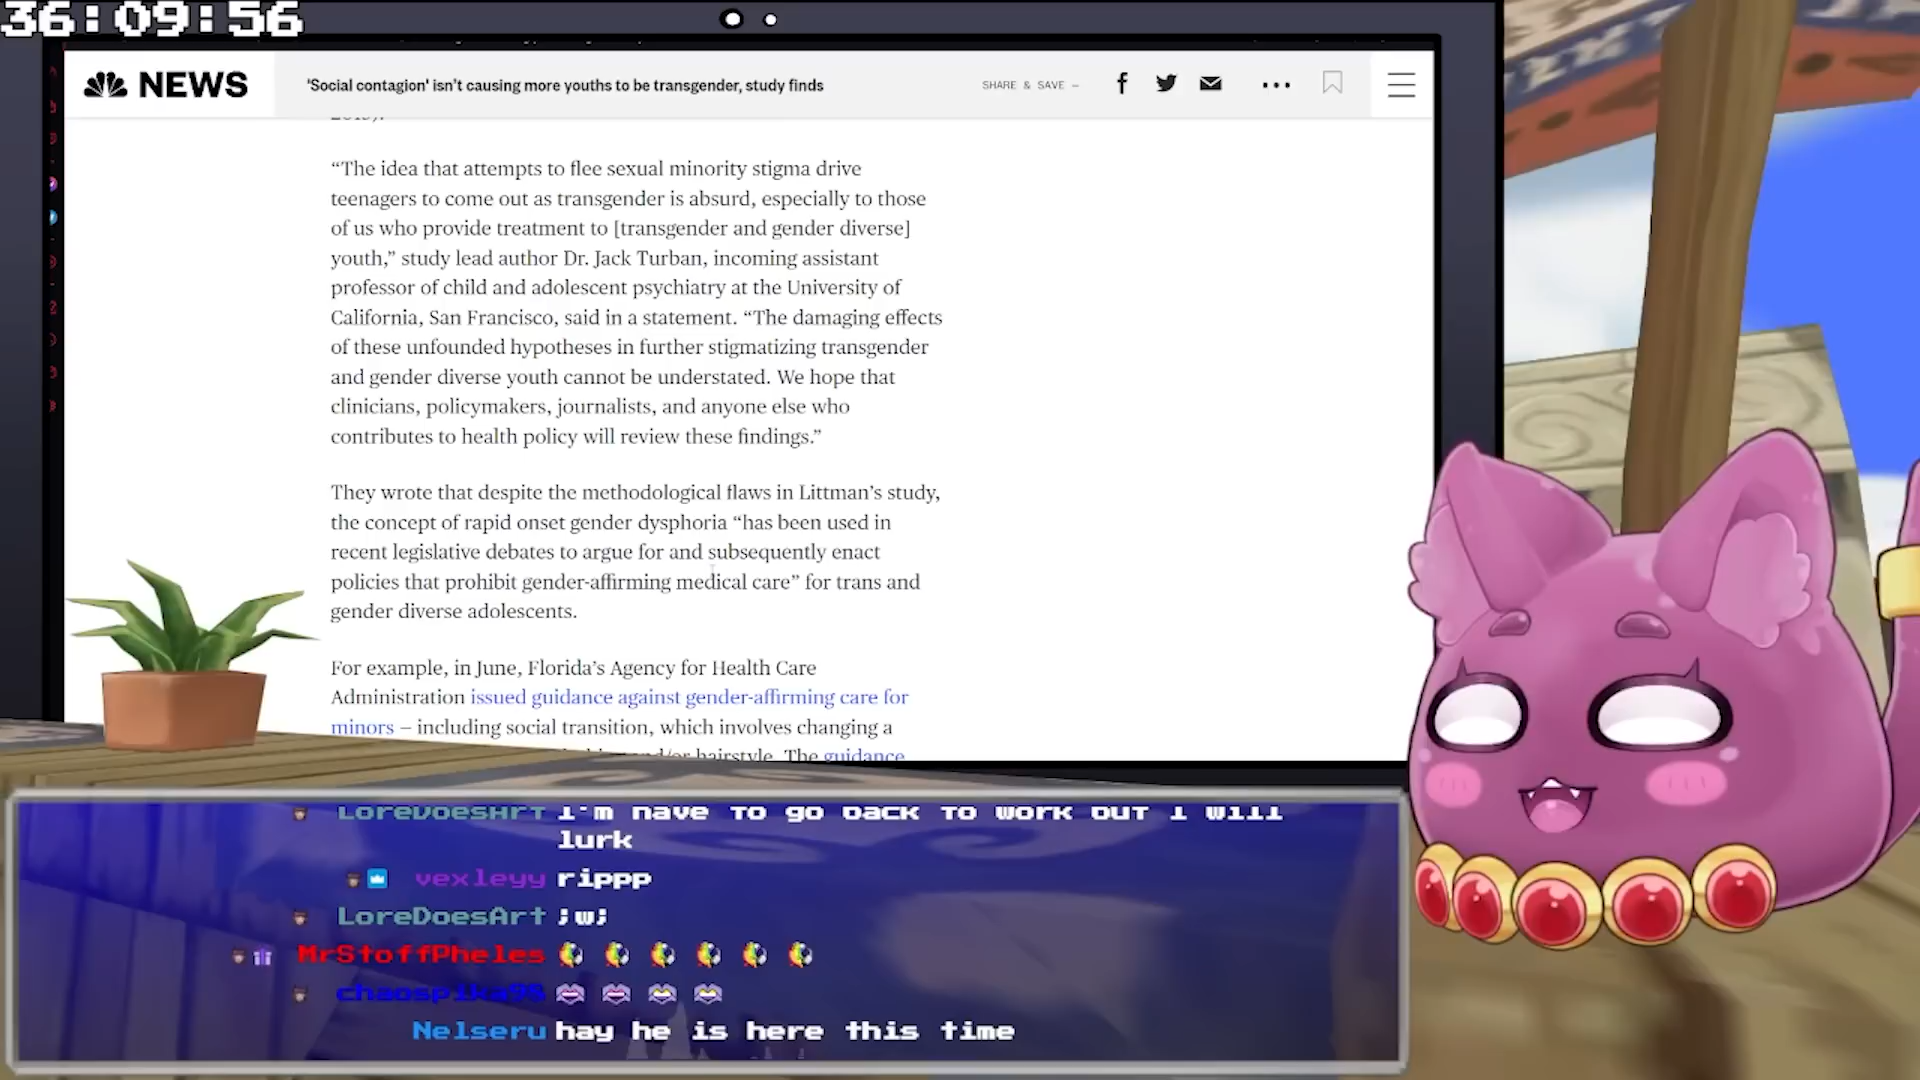 36:09:56
NEWS
'Social contagion' isn't causing more youths to be transgender, study finds
SHARE & SAVE –
“The idea that attempts to flee sexual minority stigma drive
teenagers to come out as transgender is absurd, especially to those
of us who provide treatment to [transgender and gender diverse]
youth,” study lead author Dr. Jack Turban, incoming assistant
professor of child and adolescent psychiatry at the University of
California, San Francisco, said in a statement. “The damaging effects
of these unfounded hypotheses in further stigmatizing transgender
and gender diverse youth cannot be understated. We hope that
clinicians, policymakers, journalists, and anyone else who
contributes to health policy will review these findings.”
They wrote that despite the methodological flaws in Littman’s study,
the concept of rapid onset gender dysphoria “has been used in
recent legislative debates to argue for and subsequently enact
policies that prohibit gender-affirming medical care” for trans and
gender diverse adolescents.
For example, in June, Florida’s Agency for Health Care
Administration issued guidance against gender-affirming care for
minors – including social transition, which involves changing a
hairstyle. The guidance
LoreDoesArt I'm have to go back to work but i will
lurk
vexleyy rippp
LoreDoesArt ;w;
MrStoffPheles
chaospika98
Nelseru hay he is here this time